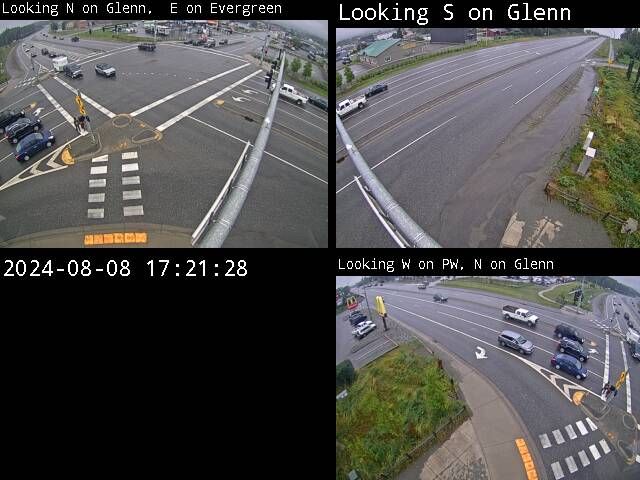 Looking N on Glenn,  E on Evergreen
Looking S on Glenn
2024-08-08 17:21:28
Looking W on PW, N on Glenn